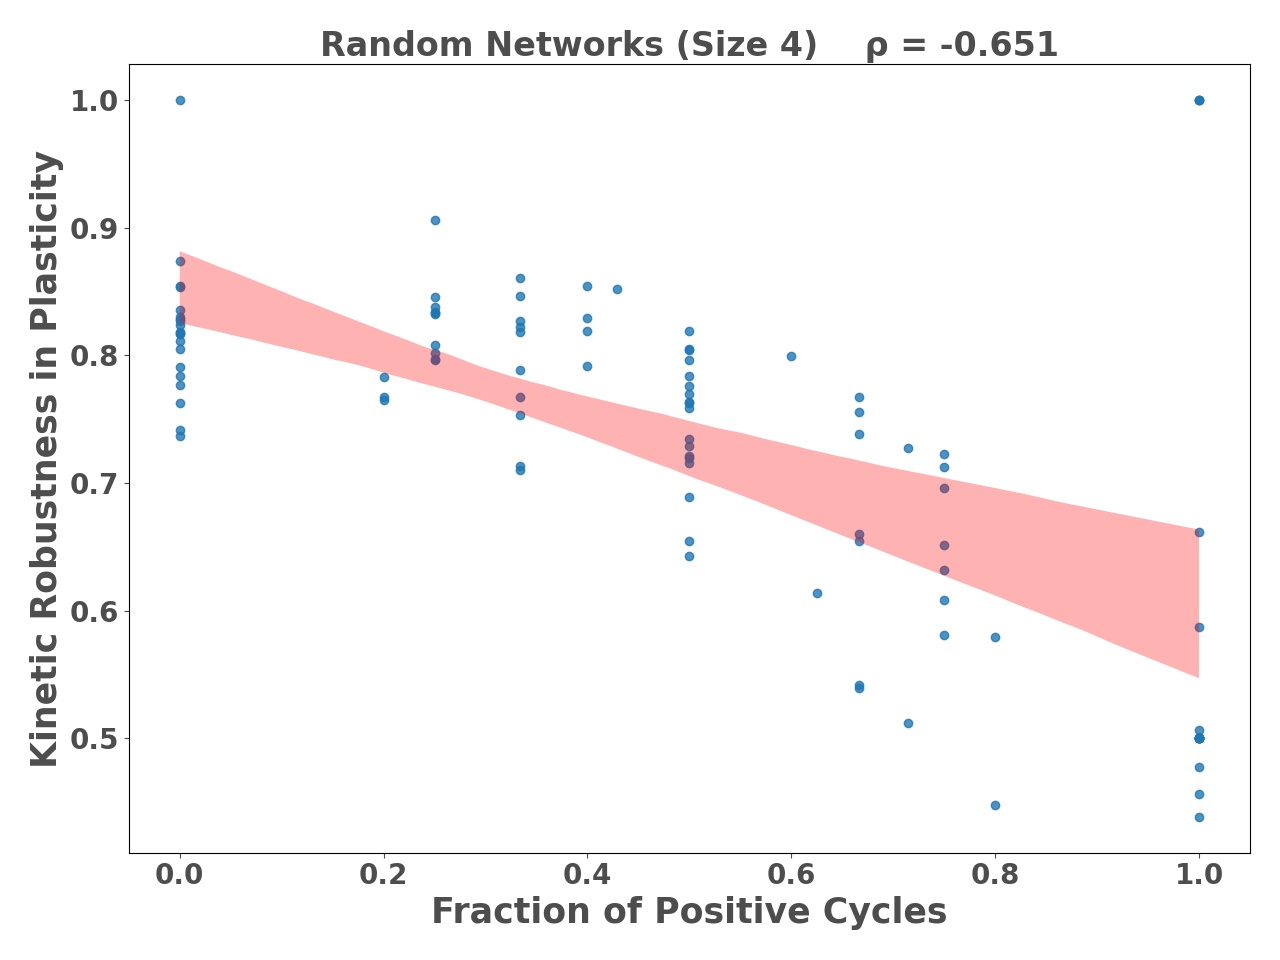 Random Networks (Size 4)    ρ = -0.651
Kinetic Robustness in Plasticity
1.0
0.9
0.8
0.7
0.6
0.5
0.0 0.2 0.4 0.6 0.8 1.0
Fraction of Positive Cycles